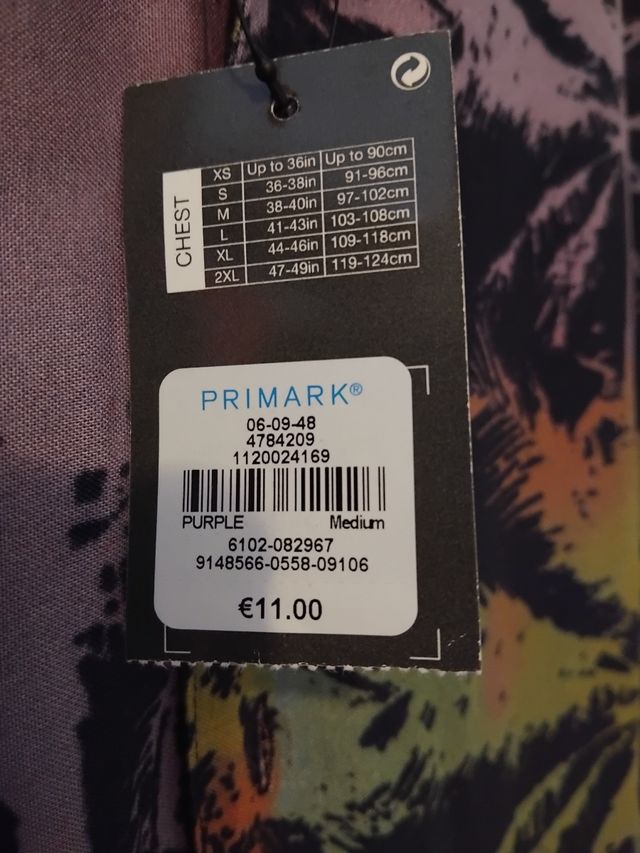 CHEST
XS Up to 36in Up to 90cm
S 36-38in 91-96cm
M 38-40in 97-102cm
L 41-43in 103-108cm
XL 44-46in 109-118cm
2XL 47-49in 119-124cm
PRIMARK®
06-09-48
4784209
1120024169
PURPLE Medium
6102-082967
9148566-0558-09106
€11.00